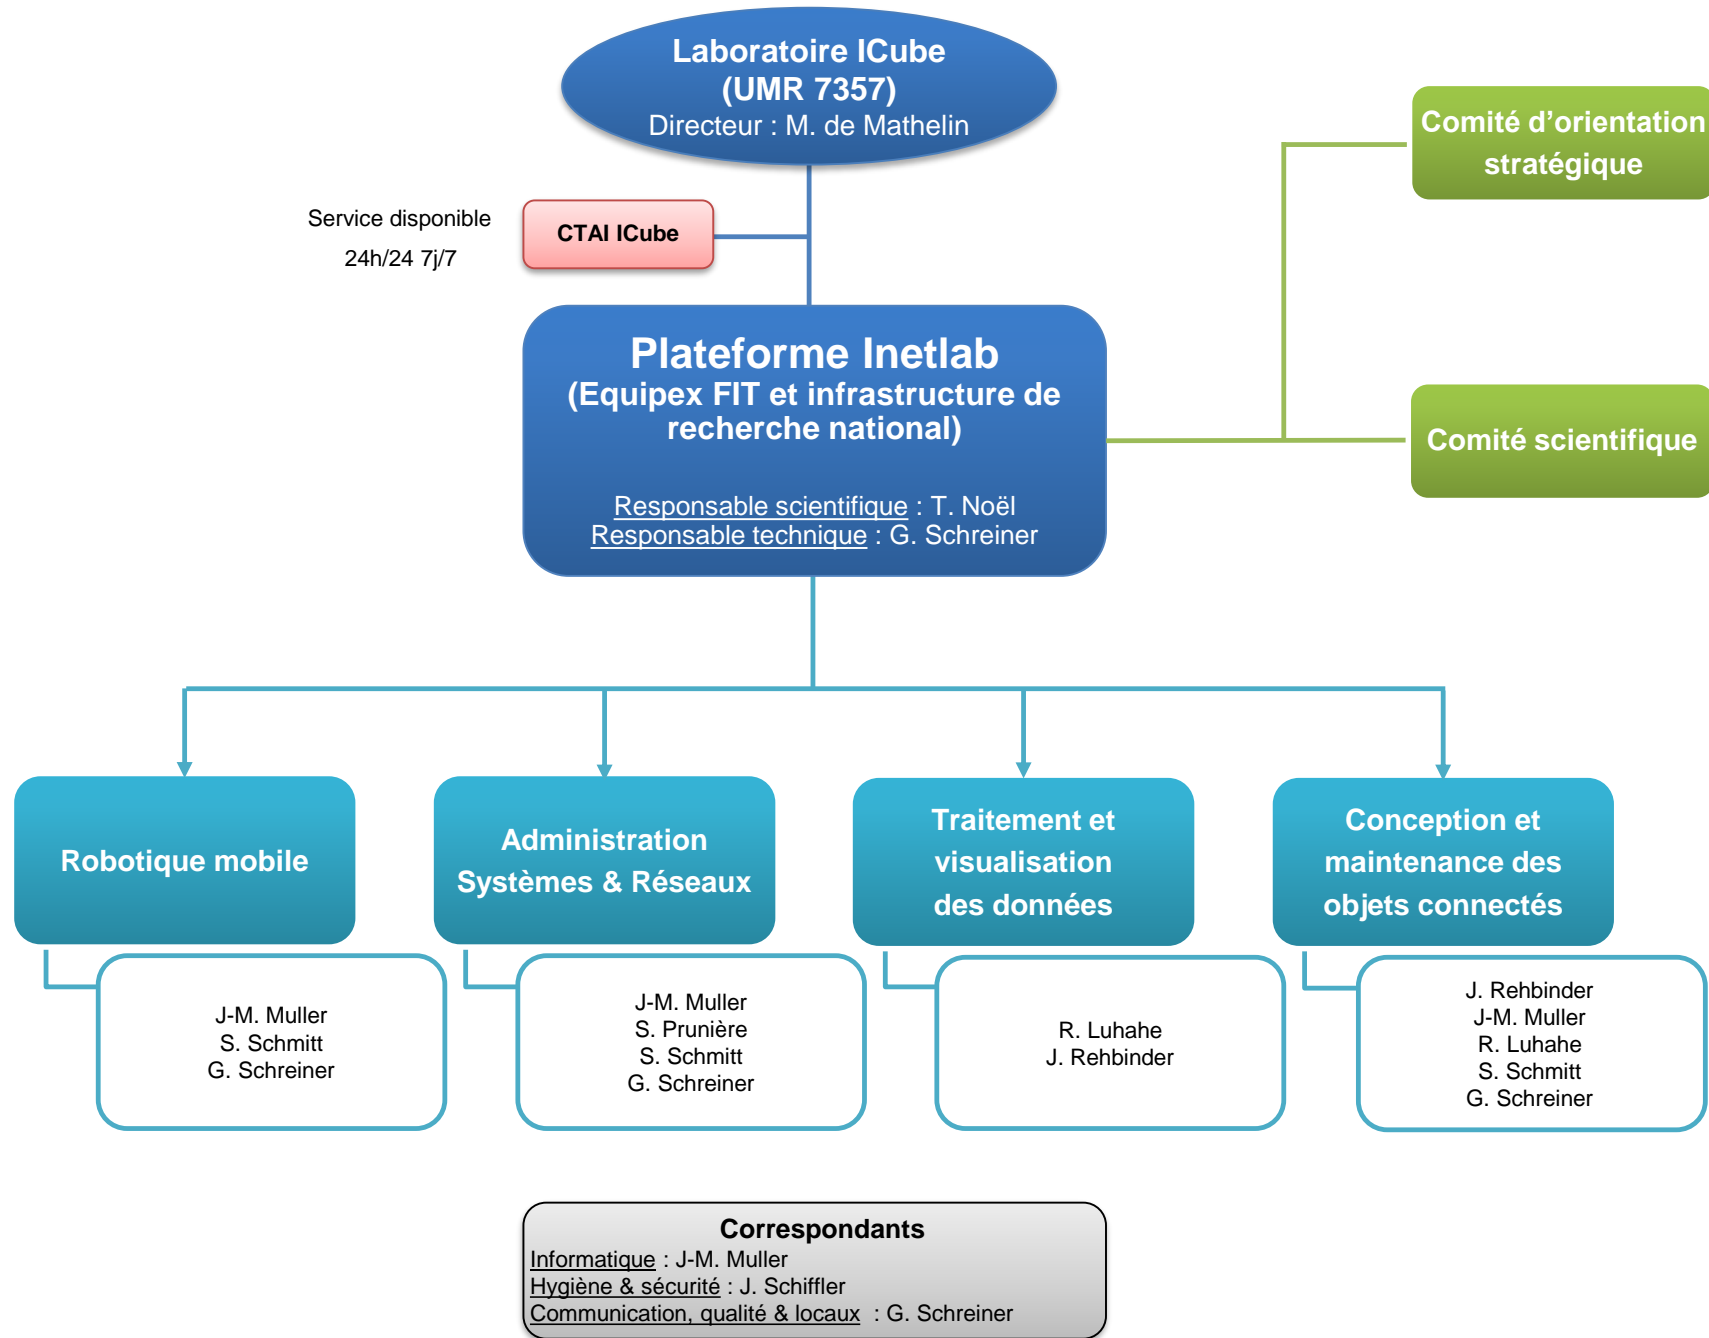 Laboratoire ICube
(UMR 7357)
Directeur : M. de Mathelin
Comité d’orientation
stratégique
Service disponible
24h/24 7j/7
CTAI ICube
Plateforme Inetlab
(Equipex FIT et infrastructure de
recherche national)
Responsable scientifique : T. Noël
Responsable technique : G. Schreiner
Comité scientifique
Robotique mobile
Administration
Systèmes & Réseaux
Traitement et
visualisation
des données
Conception et
maintenance des
objets connectés
J-M. Muller
S. Schmitt
G. Schreiner
J-M. Muller
S. Prunière
S. Schmitt
G. Schreiner
R. Luhahe
J. Rehbinder
J. Rehbinder
J-M. Muller
R. Luhahe
S. Schmitt
G. Schreiner
Correspondants
Informatique : J-M. Muller
Hygiène & sécurité : J. Schiffler
Communication, qualité & locaux  : G. Schreiner